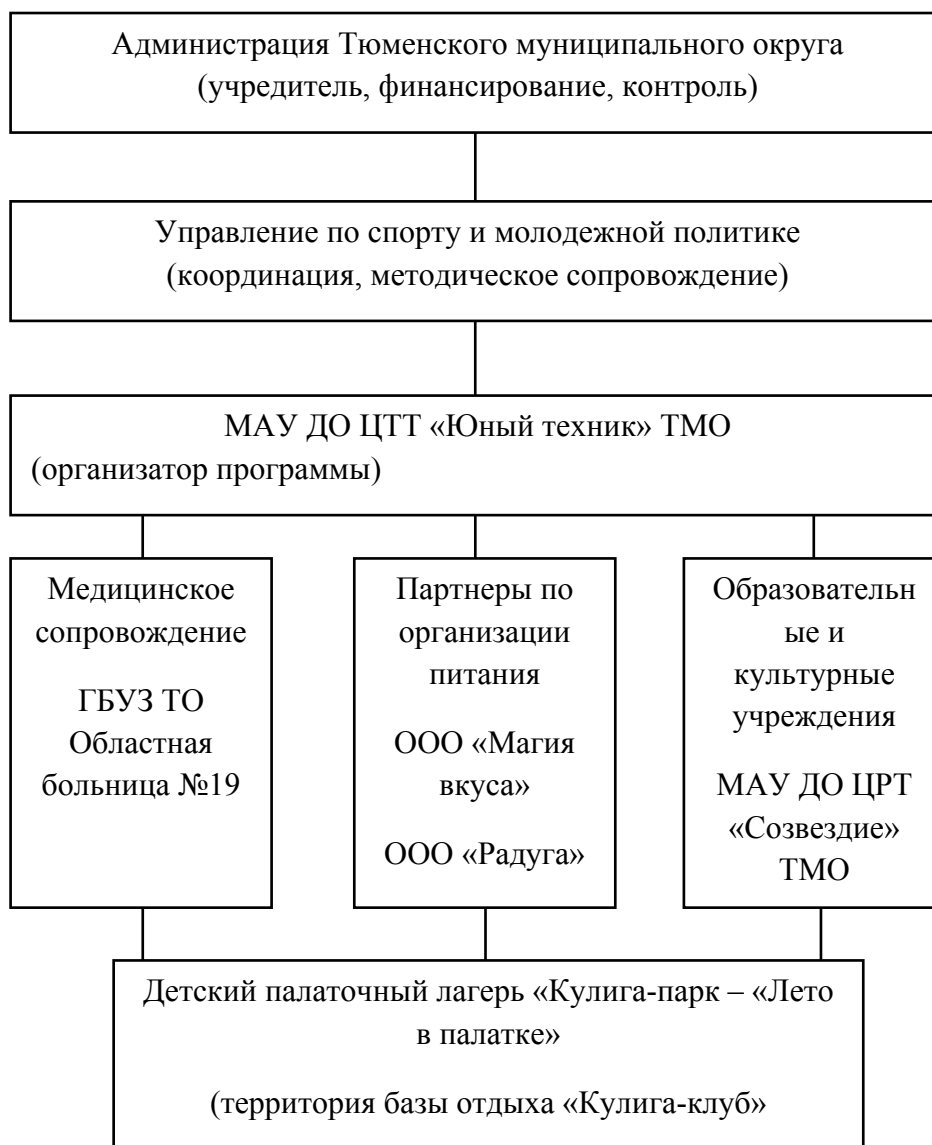 Администрация Тюменского муниципального округа
(учредитель, финансирование, контроль)
Управление по спорту и молодежной политике
(координация, методическое сопровождение)
МАУ ДО ЦТТ «Юный техник» ТМО
(организатор программы)
Медицинское
сопровождение
ГБУЗ ТО
Областная
больница №19
Партнеры по
организации
питания
ООО «Магия
вкуса»
ООО «Радуга»
Образовательн
ые и
культурные
учреждения
МАУ ДО ЦРТ
«Созвездие»
ТМО
Детский палаточный лагерь «Кулига-парк – «Лето
в палатке»
(территория базы отдыха «Кулига-клуб»